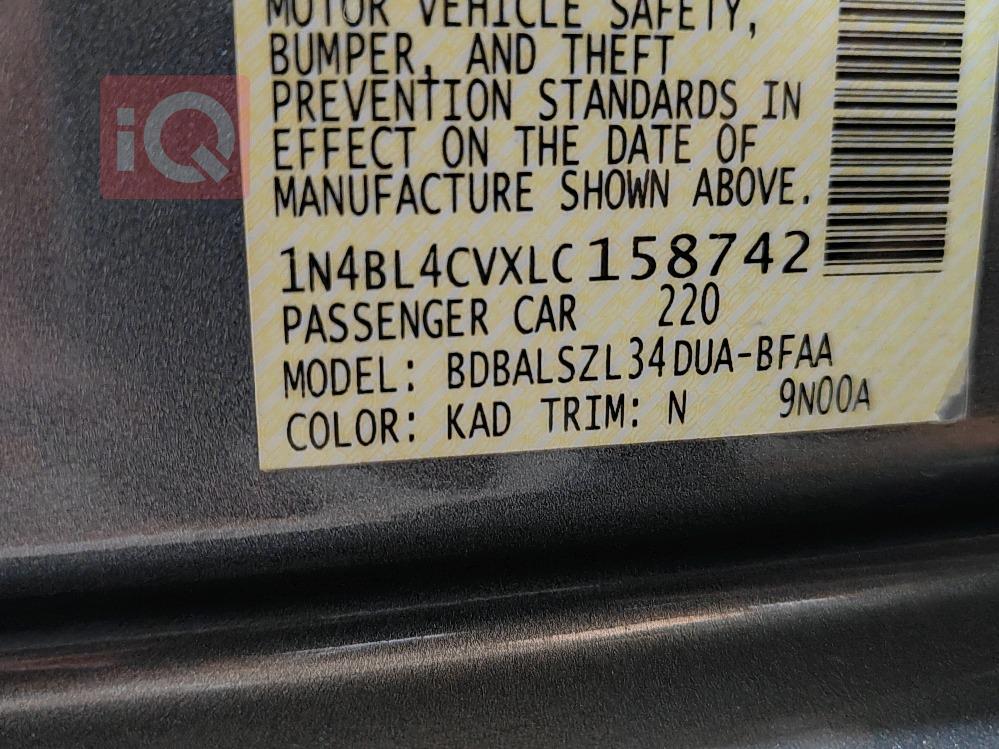 MOTOR VEHICLE SAFETY,
BUMPER, AND THEFT
PREVENTION STANDARDS IN
EFFECT ON THE DATE OF
MANUFACTURE SHOWN ABOVE.
1N4BL4CVXLC158742
PASSENGER CAR 220
MODEL: BDBALSZL34DUA-BFAA
COLOR: KAD TRIM: N 9N00A
iQ